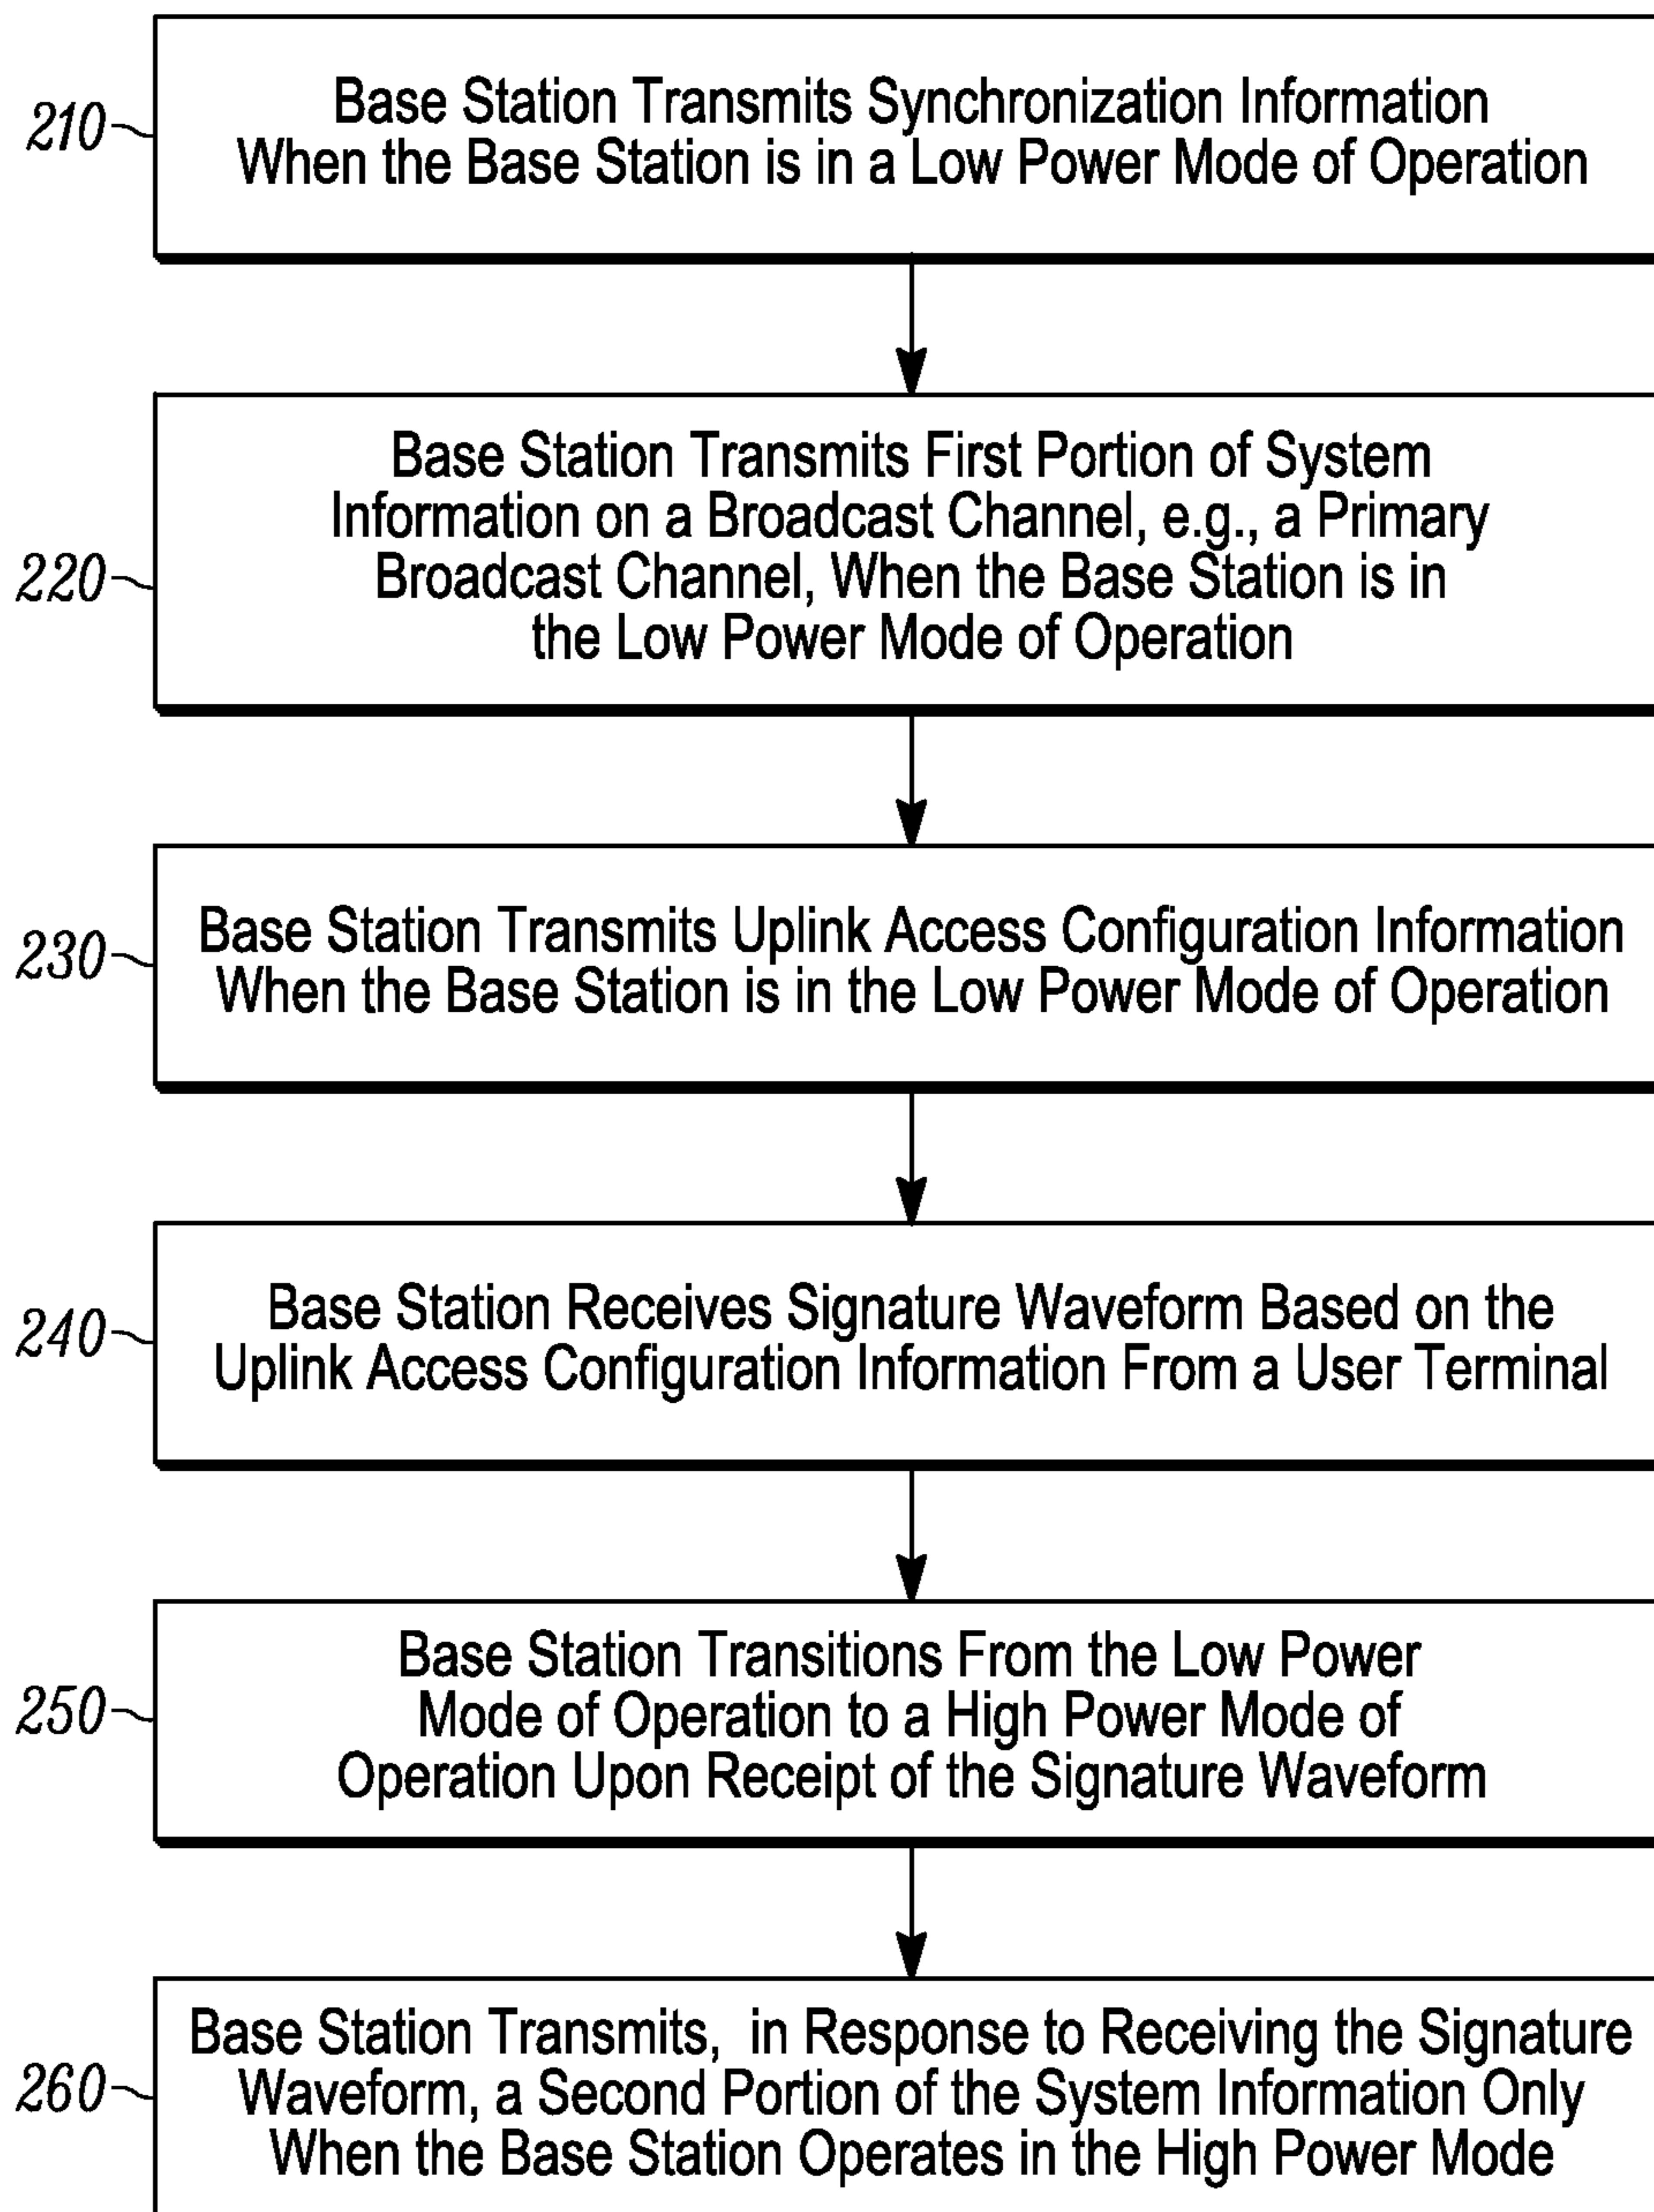 210
Base Station Transmits Synchronization Information
When the Base Station is in a Low Power Mode of Operation
220
Base Station Transmits First Portion of System
Information on a Broadcast Channel, e.g., a Primary
Broadcast Channel, When the Base Station is in
the Low Power Mode of Operation
230
Base Station Transmits Uplink Access Configuration Information
When the Base Station is in the Low Power Mode of Operation
240
Base Station Receives Signature Waveform Based on the
Uplink Access Configuration Information From a User Terminal
250
Base Station Transitions From the Low Power
Mode of Operation to a High Power Mode of
Operation Upon Receipt of the Signature Waveform
260
Base Station Transmits, in Response to Receiving the Signature
Waveform, a Second Portion of the System Information Only
When the Base Station Operates in the High Power Mode